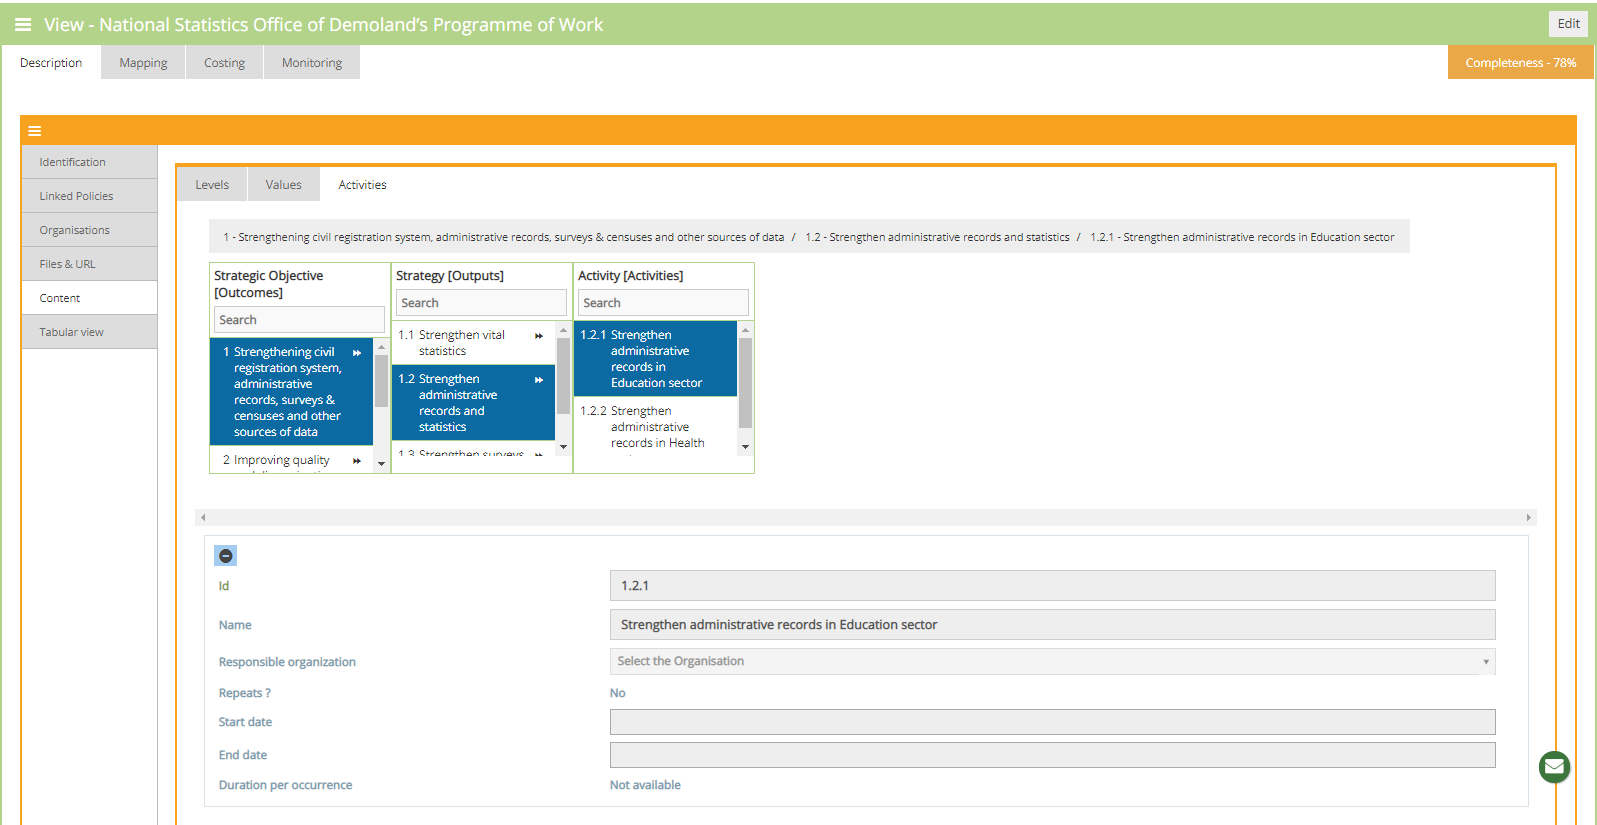 View - National Statistics Office of Demoland’s Programme of Work
Edit
Description
Mapping
Costing
Monitoring
Completeness - 78%
Identification
Linked Policies
Organisations
Files & URL
Content
Tabular view
Levels
Values
Activities
1 - Strengthening civil registration system, administrative records, surveys & censuses and other sources of data / 1.2 - Strengthen administrative records and statistics / 1.2.1 - Strengthen administrative records in Education sector
Strategic Objective
[Outcomes]
Search
1 Strengthening civil
registration system,
administrative
records, surveys &
censuses and other
sources of data
2 Improving quality
Strategy [Outputs]
Search
1.1 Strengthen vital
statistics
1.2 Strengthen
administrative
records and
statistics
1.3 Strengthen surveys
Activity [Activities]
Search
1.2.1 Strengthen
administrative
records in
Education sector
1.2.2 Strengthen
administrative
records in Health
Id
1.2.1
Name
Strengthen administrative records in Education sector
Responsible organization
Select the Organisation
Repeats ?
No
Start date
End date
Duration per occurrence
Not available